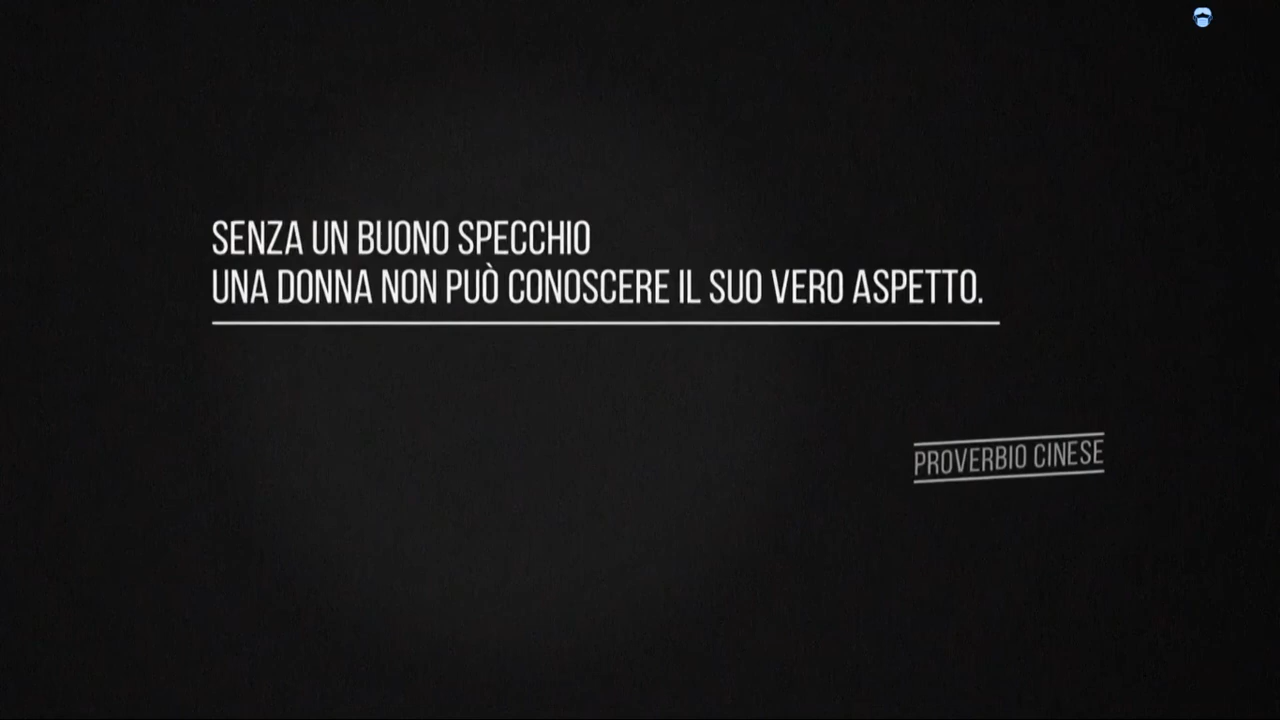 SENZA UN BUONO SPECCHIO
UNA DONNA NON PUÒ CONOSCERE IL SUO VERO ASPETTO.
PROVERBIO CINESE